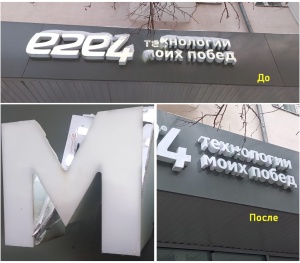 e2e4 технологии
моих побед
До
М
4 технологии
моих побед
После